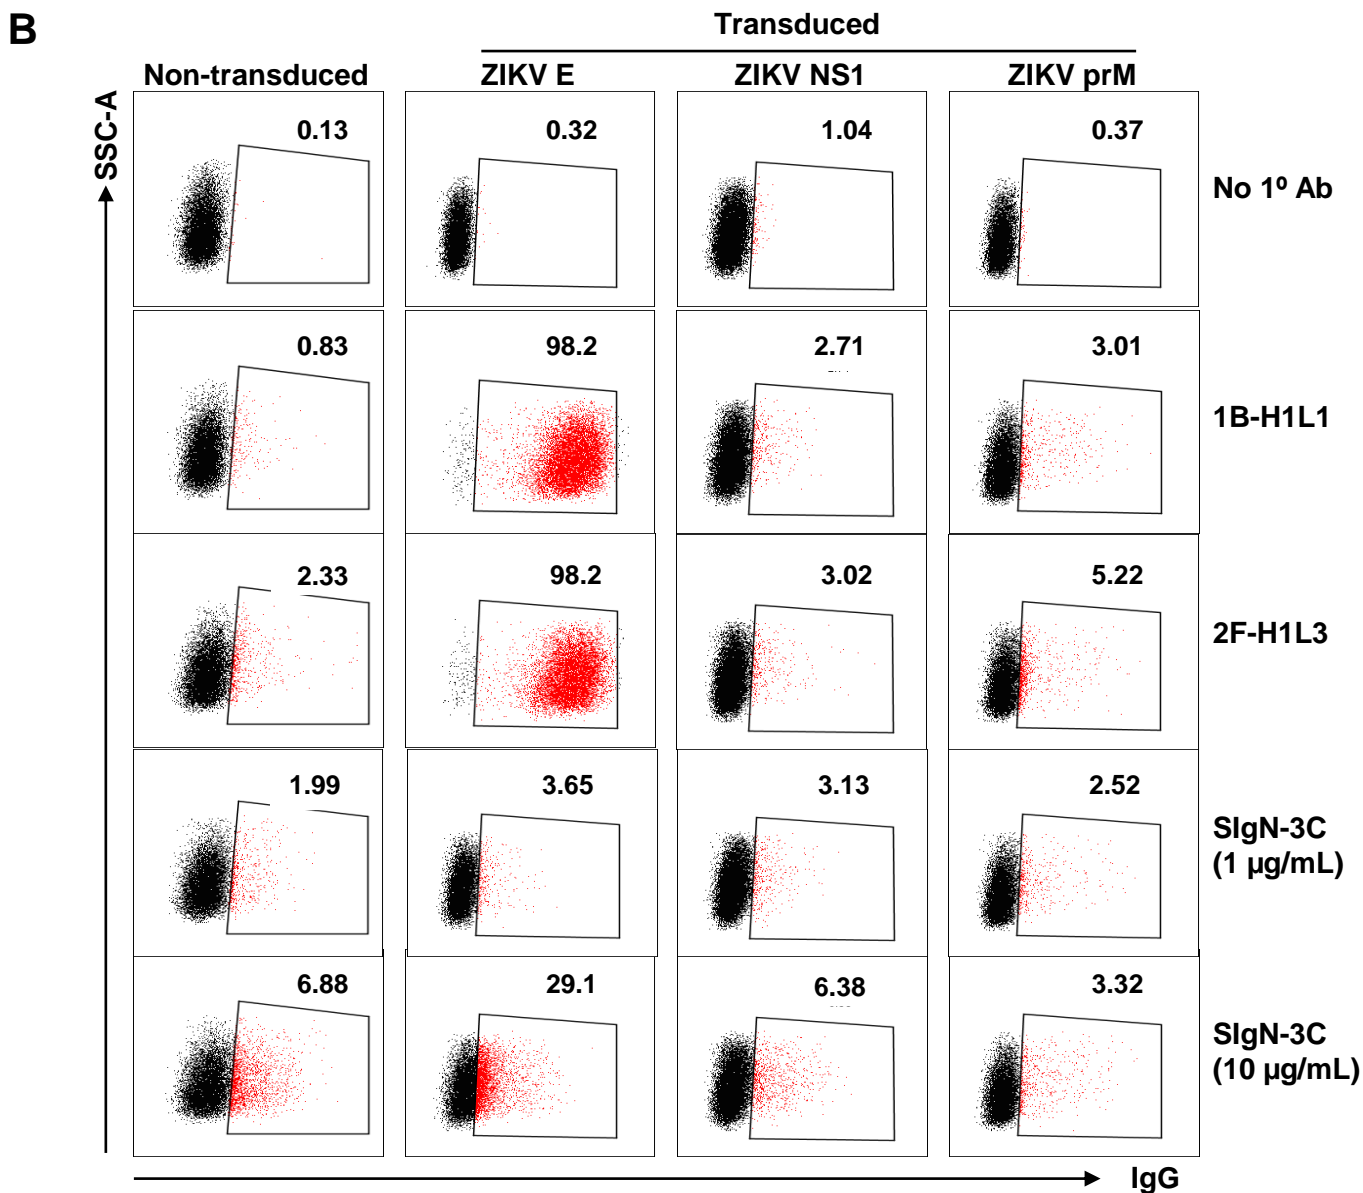 B
Transduced
Non-transduced ZIKV E ZIKV NS1 ZIKV prM
SSC-A
0.13 0.32 1.04 0.37
No 1º Ab
0.83 98.2 2.71 3.01
1B-H1L1
2.33 98.2 3.02 5.22
2F-H1L3
1.99 3.65 3.13 2.52
SIgN-3C
(1 µg/mL)
6.88 29.1 6.38 3.32
SIgN-3C
(10 µg/mL)
IgG